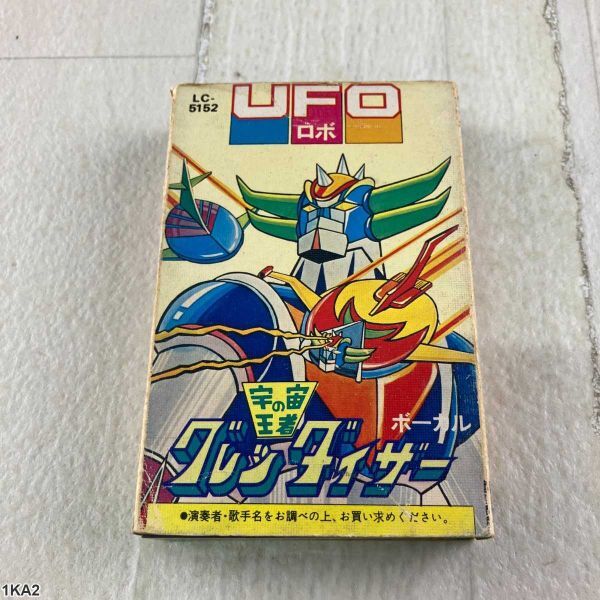 LC-
5152
UFO
ロボ
宇の宙
王者
ボーカル
グレンダイザー
●演奏者・歌手名をお調べの上、お買い求めください。
1KA2